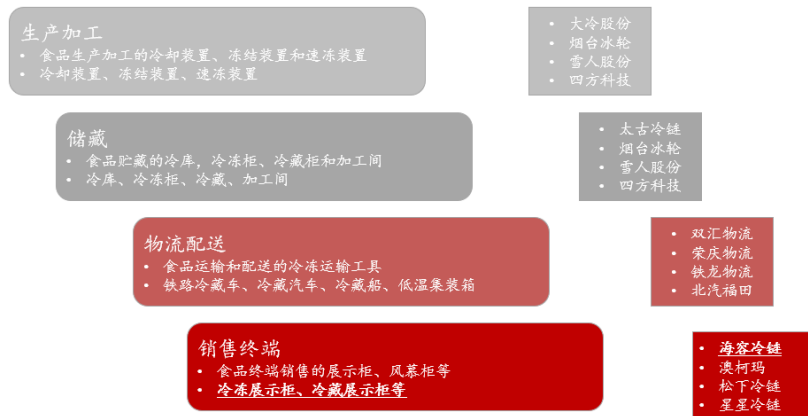 生产加工
• 食品生产加工的冷却装置、冻结装置和速冻装置
• 冷却装置、冻结装置、速冻装置
• 大冷股份
• 烟台冰轮
• 雪人股份
• 四方科技
储藏
• 食品贮藏的冷库，冷冻柜、冷藏柜和加工间
• 冷库、冷冻柜、冷藏、加工间
• 太古冷链
• 烟台冰轮
• 雪人股份
• 四方科技
物流配送
• 食品运输和配送的冷冻运输工具
• 铁路冷藏车、冷藏汽车、冷藏船、低温集装箱
• 双汇物流
• 荣庆物流
• 铁龙物流
• 北汽福田
销售终端
• 食品终端销售的展示柜、风慕柜等
• 冷冻展示柜、冷藏展示柜等
• 海容冷链
• 澳柯玛
• 松下冷链
• 星星冷链